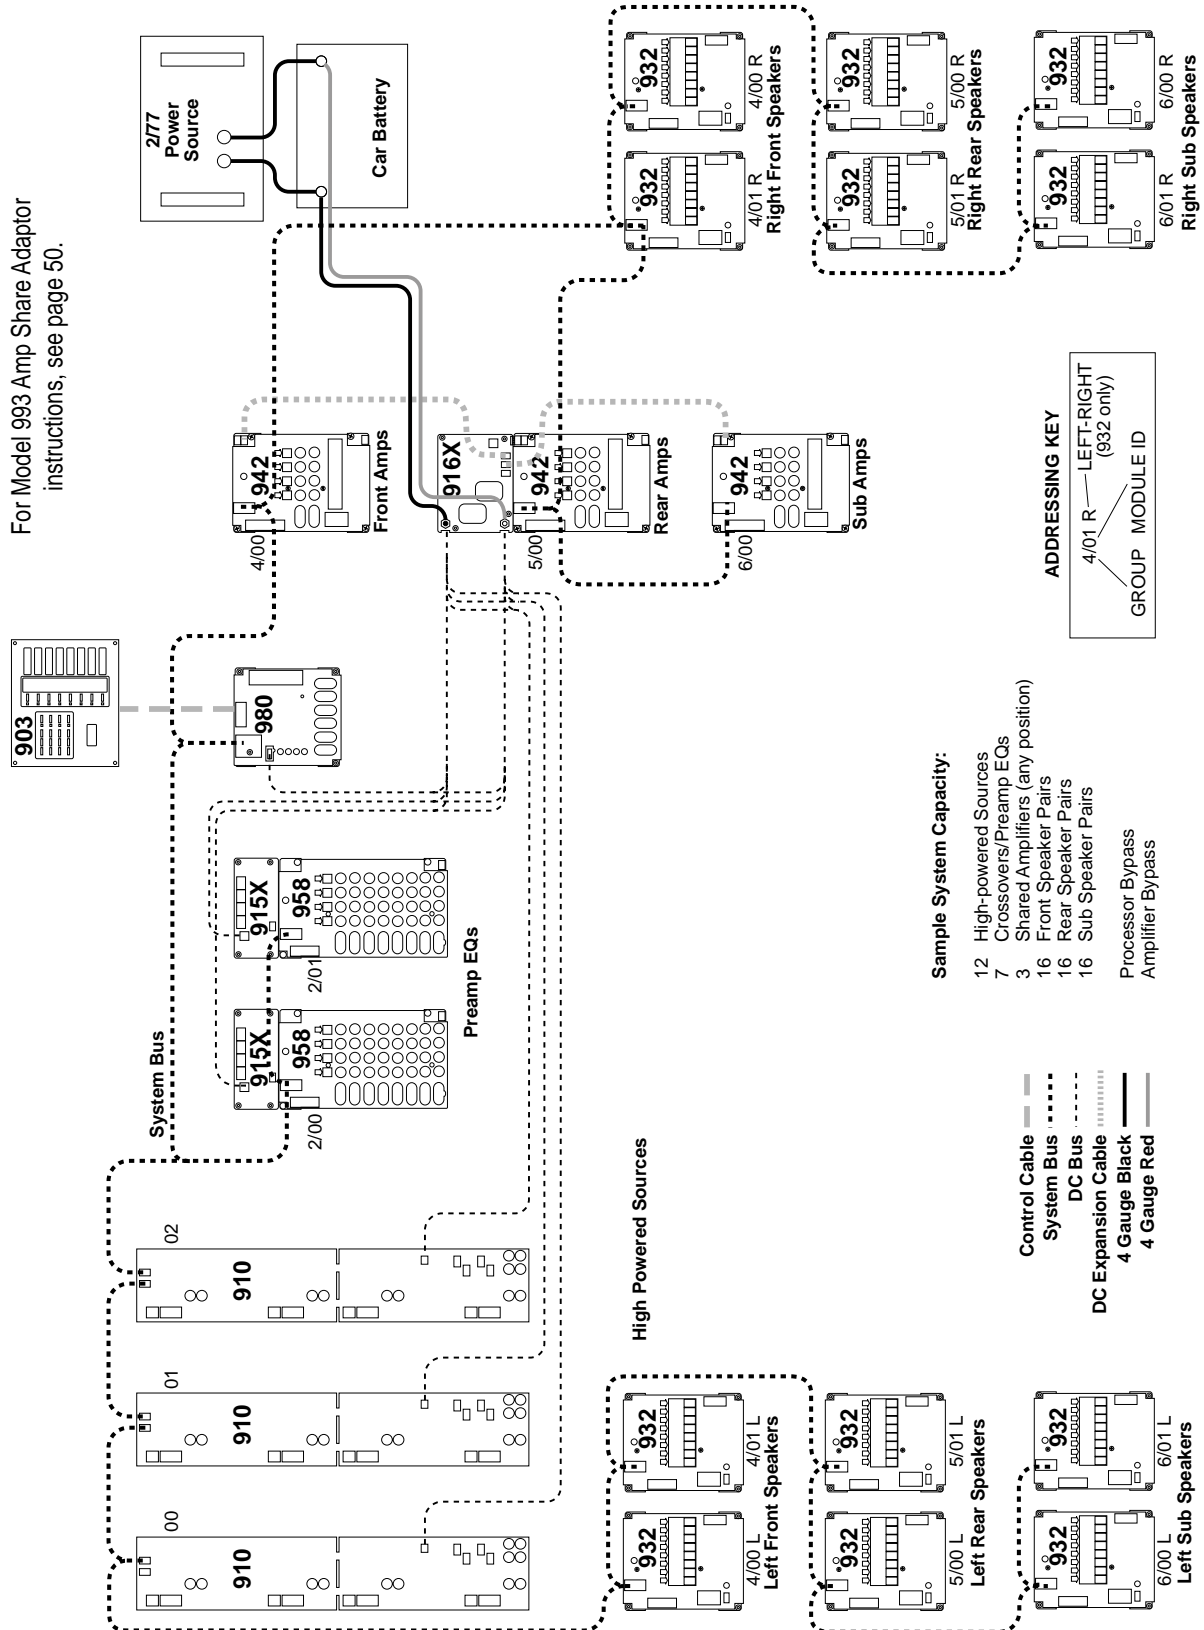 For Model 993 Amp Share Adaptor
instructions, see page 50.
903
2/77
Power
Source
Car Battery
System Bus
980
910
00
910
01
910
02
915X
958
2/00
915X
958
2/01
Preamp EQs
942
4/00
Front Amps
916X
942
5/00
Rear Amps
942
6/00
Sub Amps
High Powered Sources
932
4/00 L
932
4/01 L
Left Front Speakers
932
5/00 L
932
5/01 L
Left Rear Speakers
932
6/00 L
932
6/01 L
Left Sub Speakers
932
4/01 R
932
4/00 R
Right Front Speakers
932
5/01 R
932
5/00 R
Right Rear Speakers
932
6/01 R
932
6/00 R
Right Sub Speakers
Control Cable
System Bus
DC Bus
DC Expansion Cable
4 Gauge Black
4 Gauge Red
Sample System Capacity:
12 High-powered Sources
7 Crossovers/Preamp EQs
3 Shared Amplifiers (any position)
16 Front Speaker Pairs
16 Rear Speaker Pairs
16 Sub Speaker Pairs
Processor Bypass
Amplifier Bypass
ADDRESSING KEY
4/01 R LEFT-RIGHT
(932 only)
GROUP MODULE ID